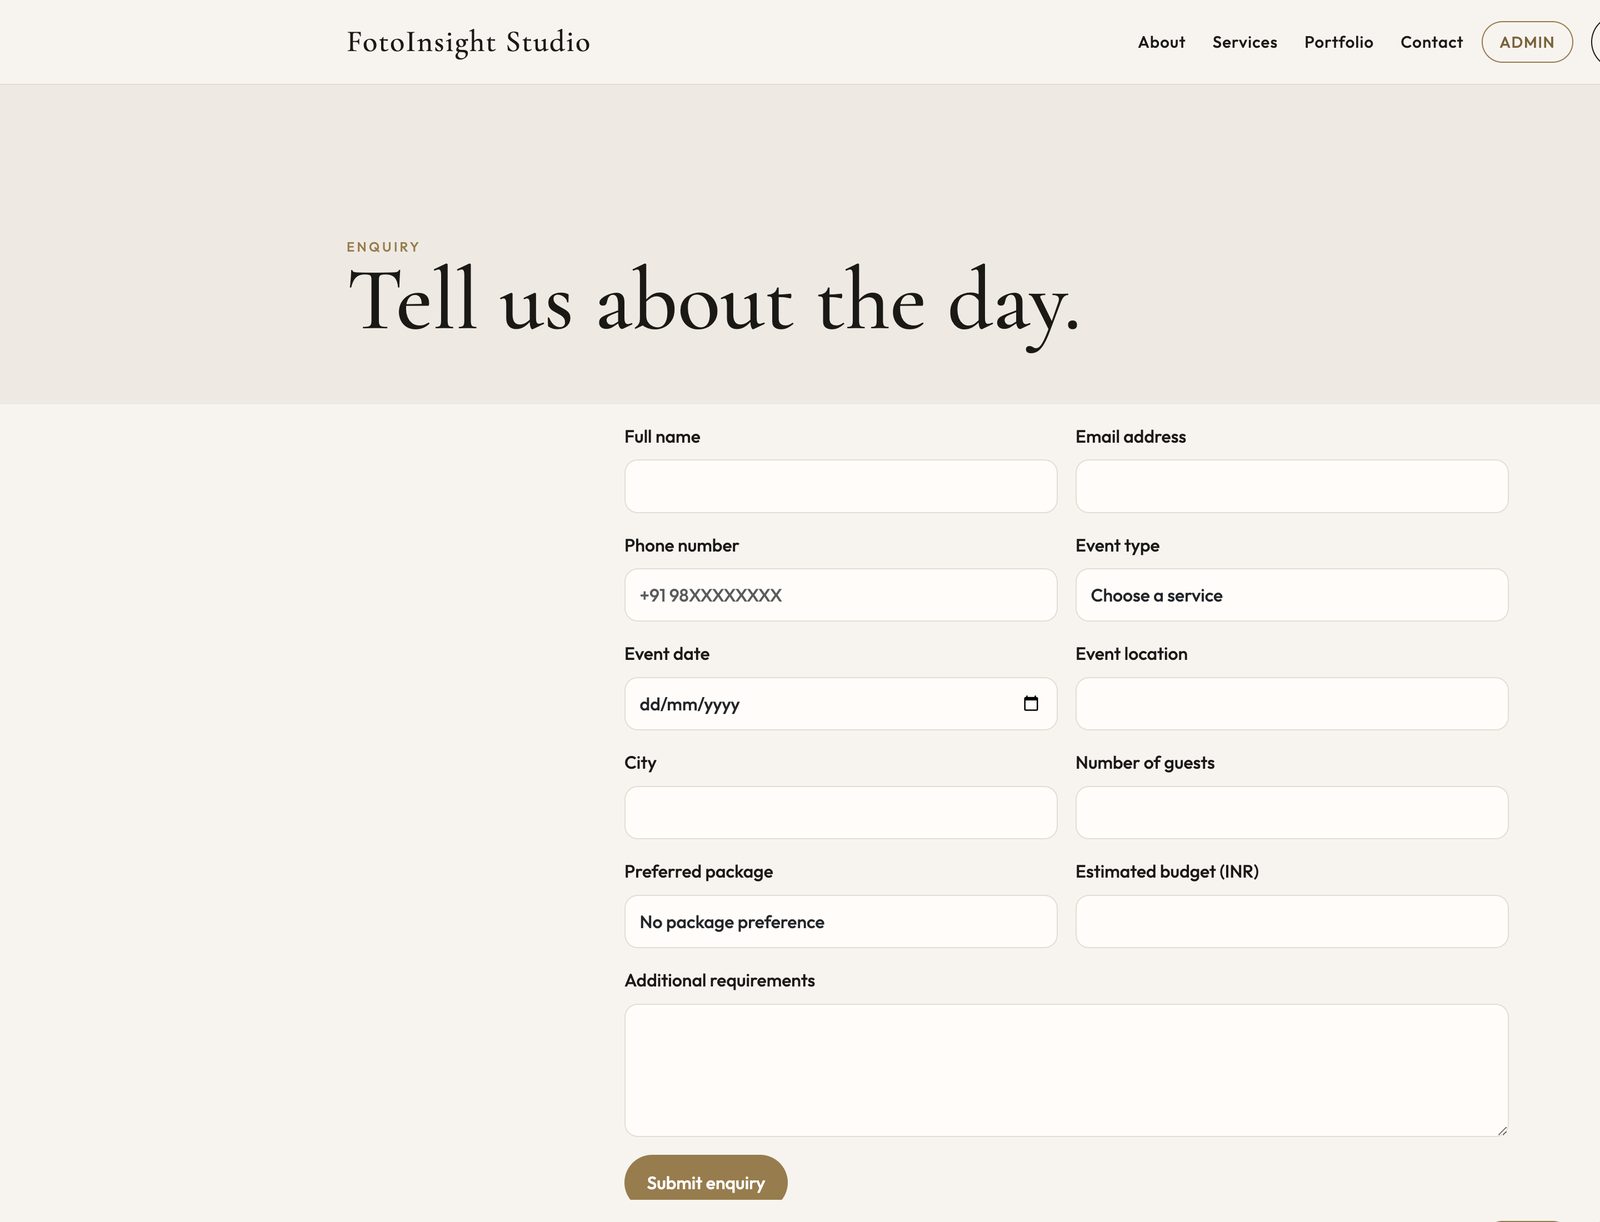 FotoInsight Studio
About Services Portfolio Contact ADMIN
ENQUIRY
Tell us about the day.
Full name Email address
Phone number Event type
+91 98XXXXXXXX Choose a service
Event date Event location
dd/mm/yyyy
City Number of guests
Preferred package Estimated budget (INR)
No package preference
Additional requirements
Submit enquiry